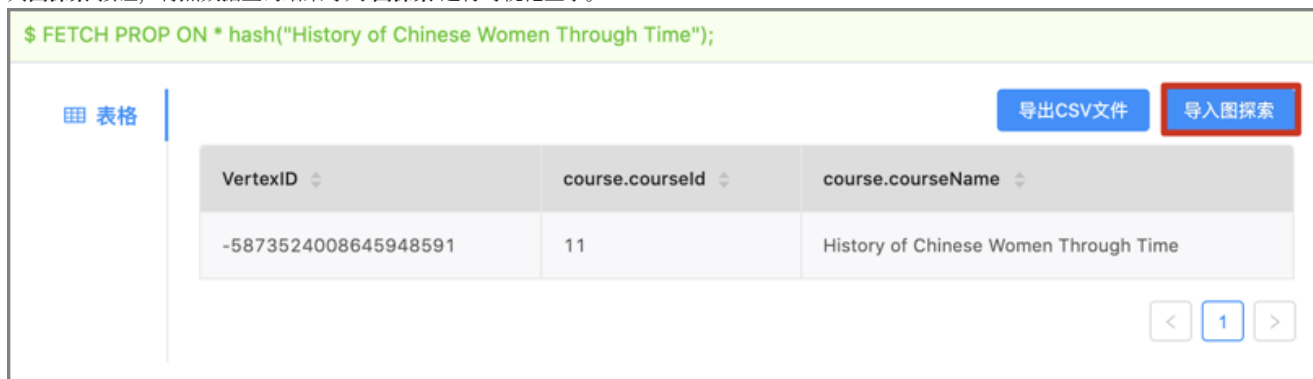 $ FETCH PROP ON * hash("History of Chinese Women Through Time");
表格
导出CSV文件 导入图探索
VertexID course.courseId course.courseName
-5873524008645948591 11 History of Chinese Women Through Time
< 1 >